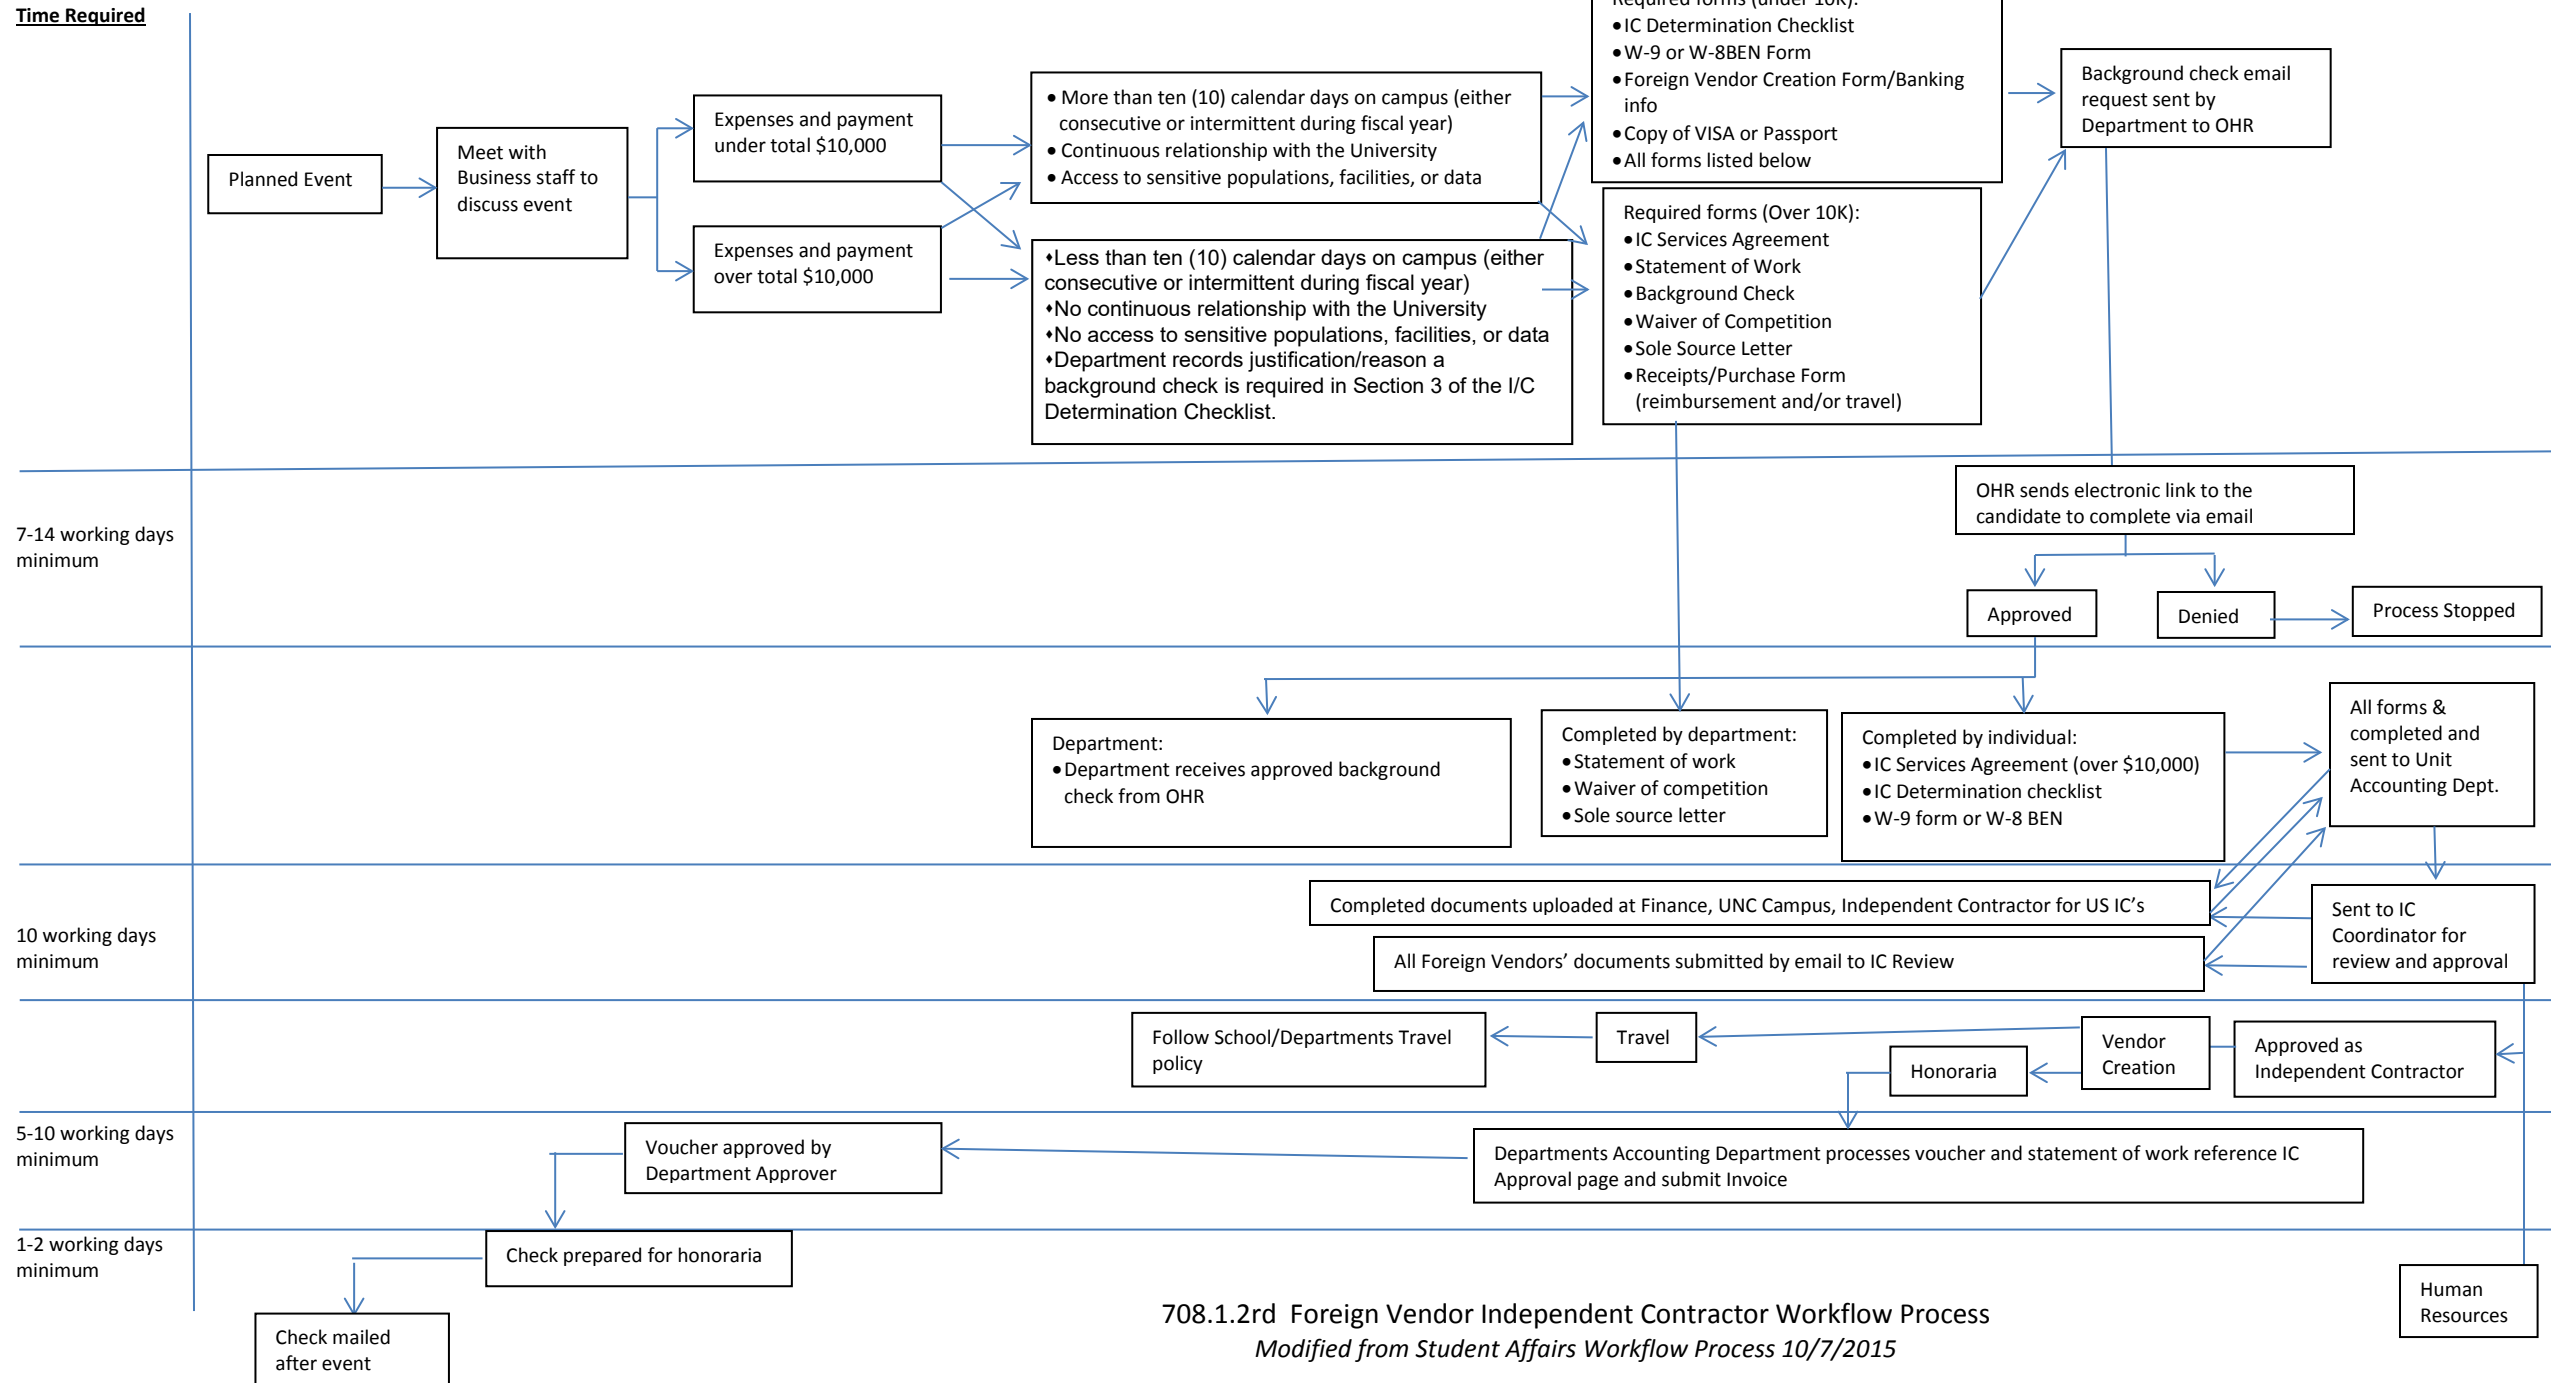 Time Required
Required forms (under 10K):
•IC Determination Checklist
•W-9 or W-8BEN Form
•Foreign Vendor Creation Form/Banking
info
•Copy of VISA or Passport
•All forms listed below
Background check email
request sent by
Department to OHR
•More than ten (10) calendar days on campus (either
consecutive or intermittent during fiscal year)
•Continuous relationship with the University
•Access to sensitive populations, facilities, or data
Expenses and payment
under total $10,000
Meet with
Business staff to
discuss event
Planned Event
Expenses and payment
over total $10,000
•Less than ten (10) calendar days on campus (either
consecutive or intermittent during fiscal year)
•No continuous relationship with the University
•No access to sensitive populations, facilities, or data
•Department records justification/reason a
background check is required in Section 3 of the I/C
Determination Checklist.
Required forms (Over 10K):
•IC Services Agreement
•Statement of Work
•Background Check
•Waiver of Competition
•Sole Source Letter
•Receipts/Purchase Form
(reimbursement and/or travel)
7-14 working days
minimum
OHR sends electronic link to the
candidate to complete via email
Approved
Denied
Process Stopped
Department:
•Department receives approved background
check from OHR
Completed by department:
•Statement of work
•Waiver of competition
•Sole source letter
Completed by individual:
•IC Services Agreement (over $10,000)
•IC Determination checklist
•W-9 form or W-8 BEN
All forms &
completed and
sent to Unit
Accounting Dept.
10 working days
minimum
Completed documents uploaded at Finance, UNC Campus, Independent Contractor for US IC's
All Foreign Vendors' documents submitted by email to IC Review
Sent to IC
Coordinator for
review and approval
Follow School/Departments Travel
policy
Travel
Honoraria
Vendor
Creation
Approved as
Independent Contractor
5-10 working days
minimum
Voucher approved by
Department Approver
Departments Accounting Department processes voucher and statement of work reference IC
Approval page and submit Invoice
1-2 working days
minimum
Check prepared for honoraria
Check mailed
after event
Human
Resources
708.1.2rd Foreign Vendor Independent Contractor Workflow Process
Modified from Student Affairs Workflow Process 10/7/2015